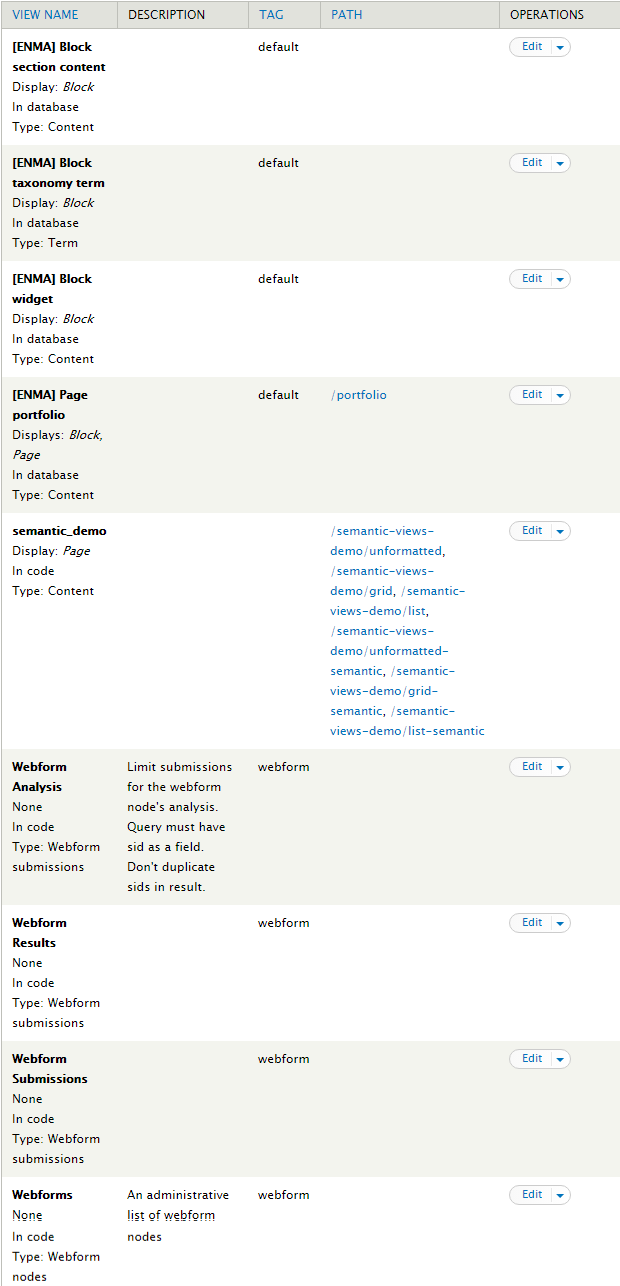 VIEW NAME DESCRIPTION TAG PATH OPERATIONS
[ENMA] Block default Edit
section content
Display: Block
In database
Type: Content
[ENMA] Block default Edit
taxonomy term
Display: Block
In database
Type: Term
[ENMA] Block default Edit
widget
Display: Block
In database
Type: Content
[ENMA] Page default /portfolio Edit
portfolio
Displays: Block,
Page
In database
Type: Content
semantic_demo /semantic-views- Edit
Display: Page demo/unformatted,
In code /semantic-views-
Type: Content demo/grid, /semantic-
views-demo/list,
/semantic-views-
demo/unformatted-
semantic, /semantic-
views-demo/grid-
semantic, /semantic-
views-demo/list-semantic
Webform Limit submissions webform Edit
Analysis for the webform
None node's analysis.
In code Query must have
Type: Webform sid as a field.
submissions Don't duplicate
sids in result.
Webform webform Edit
Results
None
In code
Type: Webform
submissions
Webform webform Edit
Submissions
None
In code
Type: Webform
submissions
Webforms An administrative webform Edit
None list of webform
In code nodes
Type: Webform
nodes